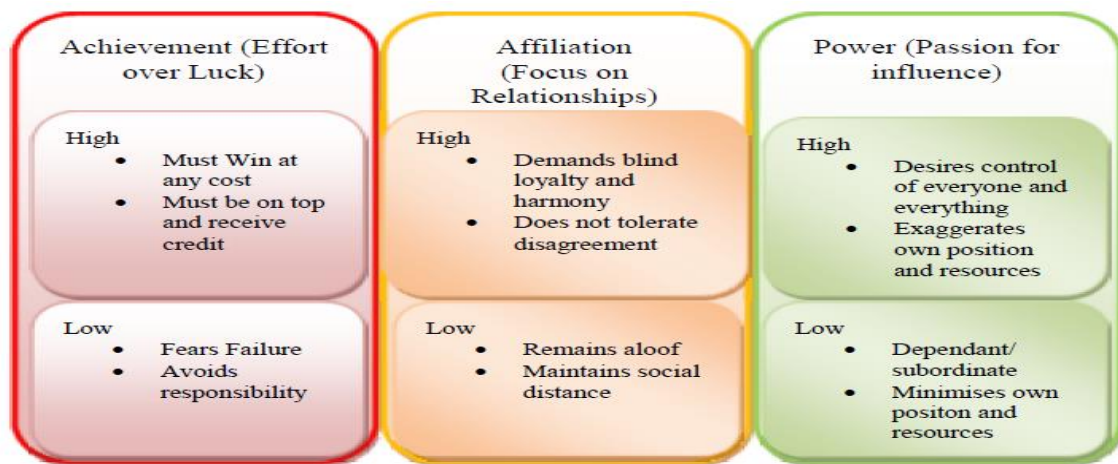 Achievement (Effort
over Luck)
High
• Must Win at
any cost
• Must be on top
and receive
credit
Low
• Fears Failure
• Avoids
responsibility
Affiliation
(Focus on
Relationships)
High
• Demands blind
loyalty and
harmony
• Does not tolerate
disagreement
Low
• Remains aloof
• Maintains social
distance
Power (Passion for
influence)
High
• Desires control
of everyone and
everything
• Exaggerates
own position
and resources
Low
• Dependant/
subordinate
• Minimises own
positon and
resources